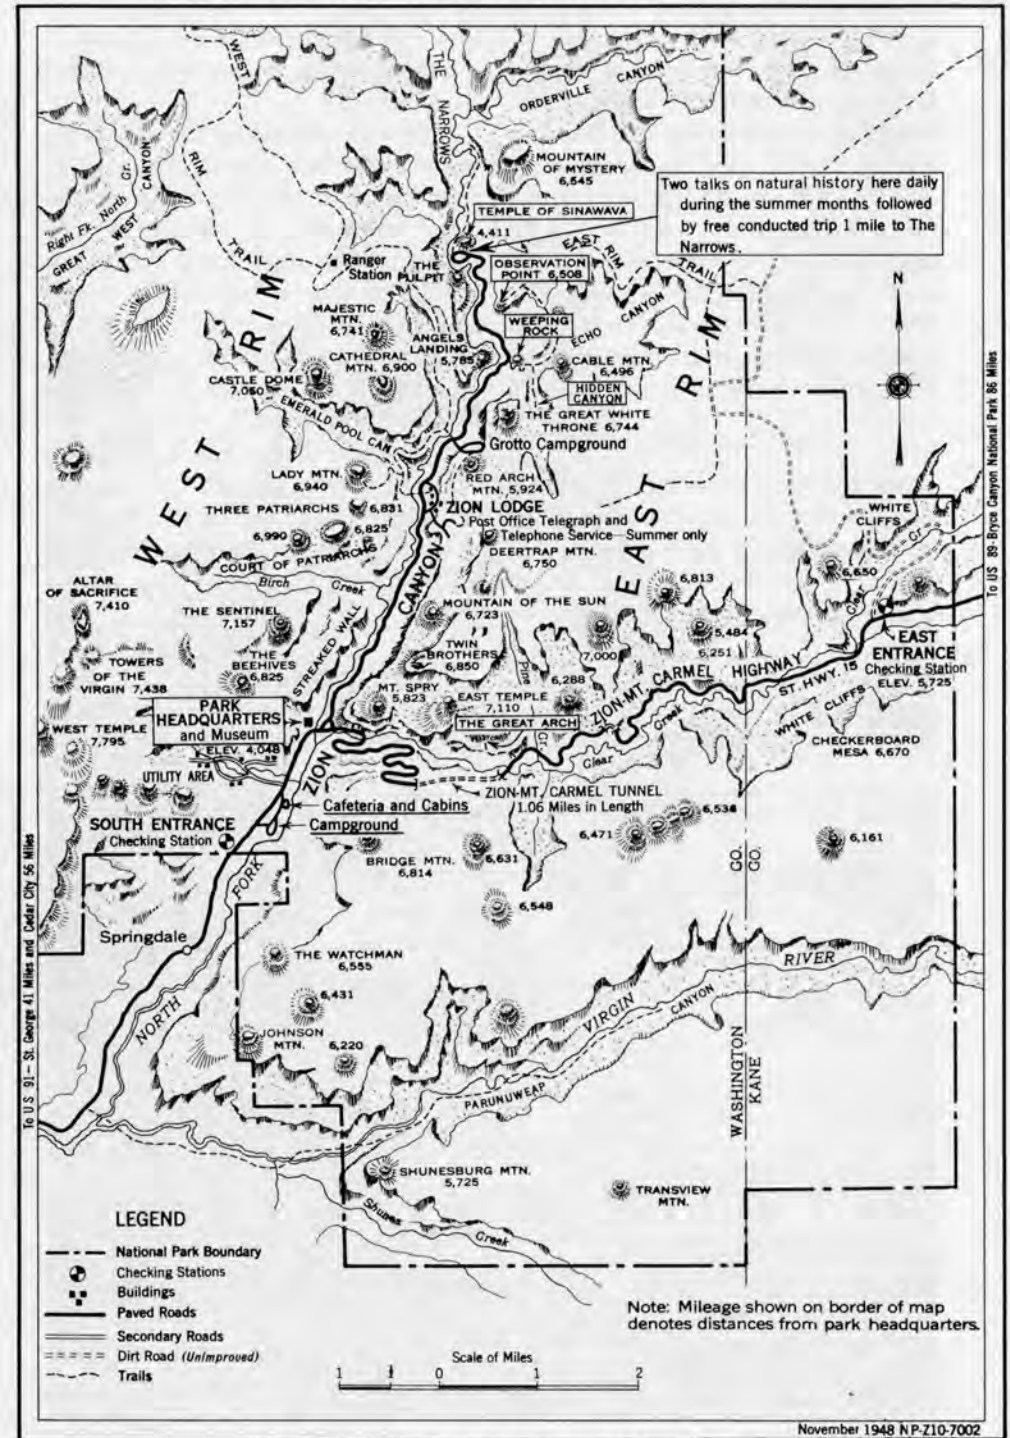 WEST
RIM
TRAIL
THE
NARROWS
ORDERVILLE
CANYON
Right Fk. North Cr.
GREAT WEST
CANYON
MOUNTAIN
OF MYSTERY
6,545
Two talks on natural history here daily
during the summer months followed
by free conducted trip 1 mile to The
Narrows.
TEMPLE OF SINAWAVA
4,411
Ranger
Station
THE
PULPIT
EAST RIM
TRAIL
OBSERVATION
POINT 6,508
N
MAJESTIC
MTN.
6,741
WEEPING
ROCK
ECHO CANYON
ANGELS
LANDING
5,785
CATHEDRAL
MTN. 6,900
CABLE MTN.
6,496
CASTLE DOME
7,060
HIDDEN
CANYON
THE GREAT WHITE
THRONE 6,744
EMERALD POOL CAN
Grotto Campground
WEST RIM
EAST RIM
LADY MTN.
6,940
RED ARCH
MTN. 5,924
ZION LODGE
Post Office Telegraph and
Telephone Service—Summer only
THREE PATRIARCHS
6,831
6,825
6,990
COURT OF PATRIARCHS
DEERTRAP MTN.
6,750
WHITE
CLIFFS
Clear Cr
6,650
Birch Creek
ALTAR
OF SACRIFICE
7,410
THE SENTINEL
7,157
MOUNTAIN OF THE SUN
6,723
6,813
5,484
6,251
EAST
ENTRANCE
Checking Station
ELEV. 5,725
TOWERS
OF THE
VIRGIN 7,438
THE
BEEHIVES
6,825
STREAKED WALL
ZION CANYON
TWIN
BROTHERS
6,850
Pine
Cr.
7,000
6,288
ZION-MT. CARMEL HIGHWAY
ST. HWY. 15
PARK
HEADQUARTERS
and Museum
ELEV. 4,048
MT. SPRY
5,823
EAST TEMPLE
7,110
THE GREAT ARCH
Clear Creek
WHITE CLIFFS
CHECKERBOARD
MESA 6,670
WEST TEMPLE
7,795
UTILITY AREA
ZION-MT. CARMEL TUNNEL
1.06 Miles in Length
Cafeteria and Cabins
Campground
SOUTH ENTRANCE
Checking Station
6,538
6,471
6,161
BRIDGE MTN.
6,814
6,631
CO.
CO.
6,548
Springdale
NORTH FORK
THE WATCHMAN
6,555
6,431
JOHNSON
MTN.
6,220
VIRGIN RIVER
PARUNUWEAP CANYON
WASHINGTON
KANE
SHUNESBURG MTN.
5,725
TRANSVIEW
MTN.
Shunes Creek
To US 91-St. George 41 Miles and Cedar City 56 Miles
To US 89-Bryce Canyon National Park 86 Miles
LEGEND
National Park Boundary
Checking Stations
Buildings
Paved Roads
Secondary Roads
Dirt Road (Unimproved)
Trails
Scale of Miles
1 ½ 0 1 2
Note: Mileage shown on border of map
denotes distances from park headquarters.
November 1948 NP-Z10-7002